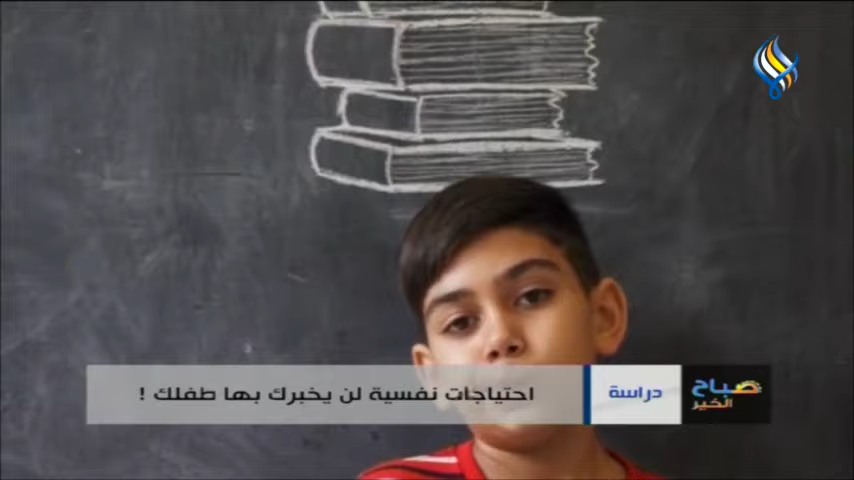 صباح
الخير
دراسة
احتياجات نفسية لن يخبرك بها طفلك !